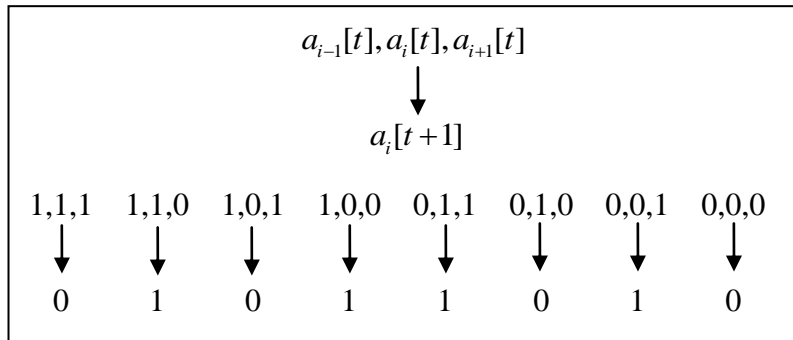 a_{i−1}[t], a_i[t], a_{i+1}[t]
a_i[t+1]
1,1,1 1,1,0 1,0,1 1,0,0 0,1,1 0,1,0 0,0,1 0,0,0
0 1 0 1 1 0 1 0